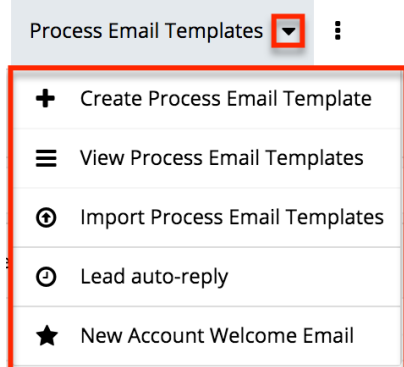 Process Email Templates
Create Process Email Template
View Process Email Templates
Import Process Email Templates
Lead auto-reply
New Account Welcome Email